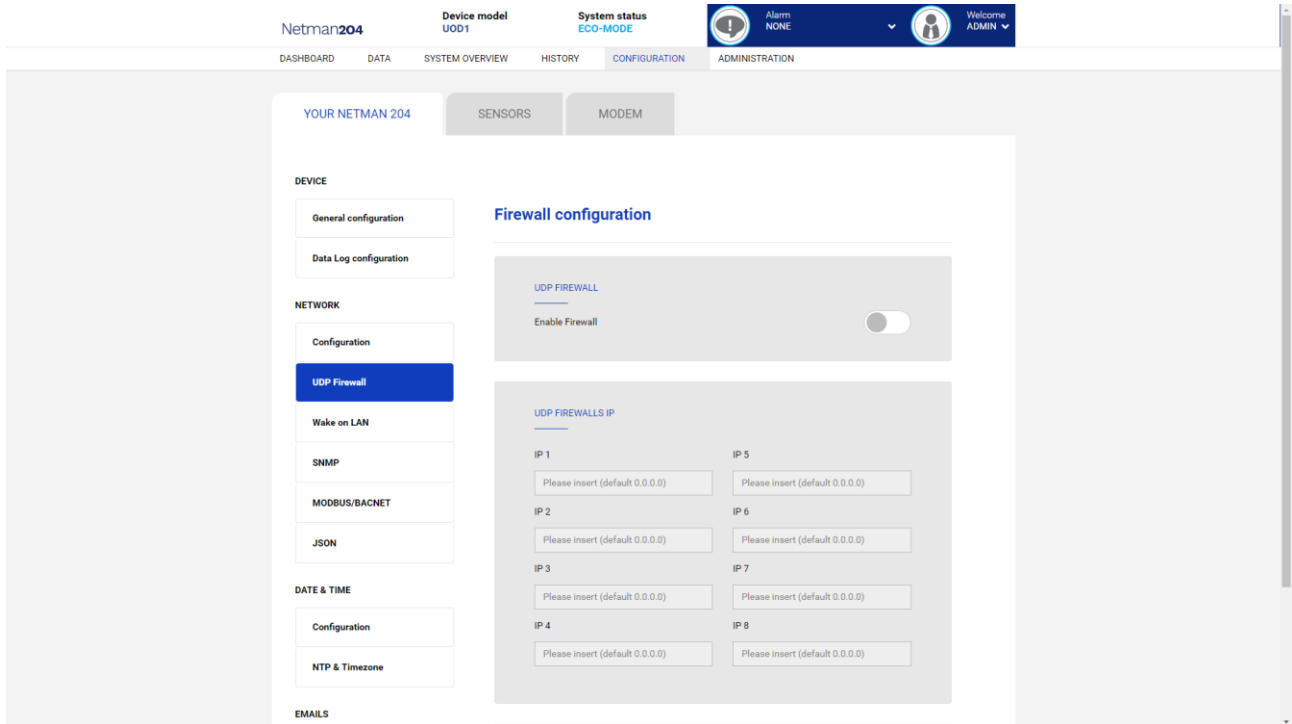 Netman204
Device model
UOD1
System status
ECO-MODE
Alarm
NONE
Welcome
ADMIN
DASHBOARD DATA SYSTEM OVERVIEW HISTORY CONFIGURATION ADMINISTRATION
YOUR NETMAN 204 SENSORS MODEM
DEVICE
General configuration
Data Log configuration
NETWORK
Configuration
UDP Firewall
Wake on LAN
SNMP
MODBUS/BACNET
JSON
DATE & TIME
Configuration
NTP & Timezone
EMAILS
Firewall configuration
UDP FIREWALL
Enable Firewall
UDP FIREWALLS IP
IP 1 IP 5
Please insert (default 0.0.0.0) Please insert (default 0.0.0.0)
IP 2 IP 6
Please insert (default 0.0.0.0) Please insert (default 0.0.0.0)
IP 3 IP 7
Please insert (default 0.0.0.0) Please insert (default 0.0.0.0)
IP 4 IP 8
Please insert (default 0.0.0.0) Please insert (default 0.0.0.0)